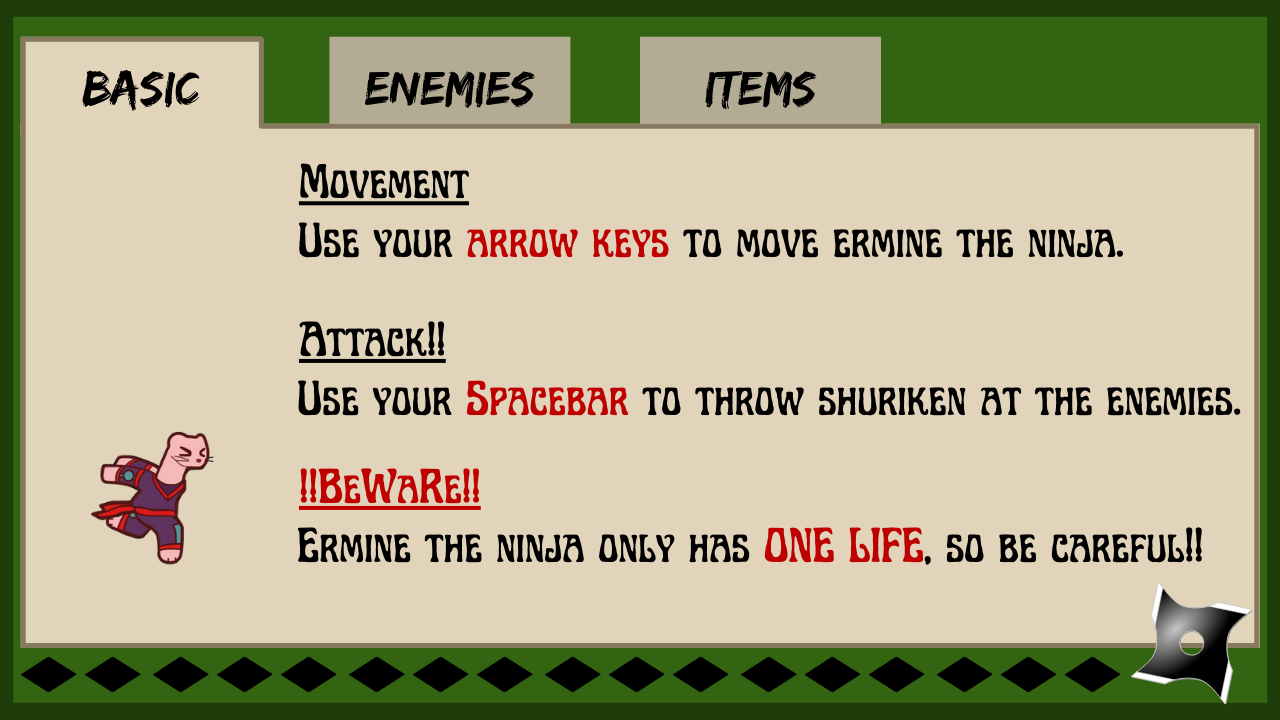 BASIC
ENEMIES
ITEMS
Movement
Use your arrow keys to move ermine the ninja.
Attack!!
Use your Spacebar to throw shuriken at the enemies.
!!BeWaRe!!
Ermine the ninja only has ONE LIFE, so be careful!!